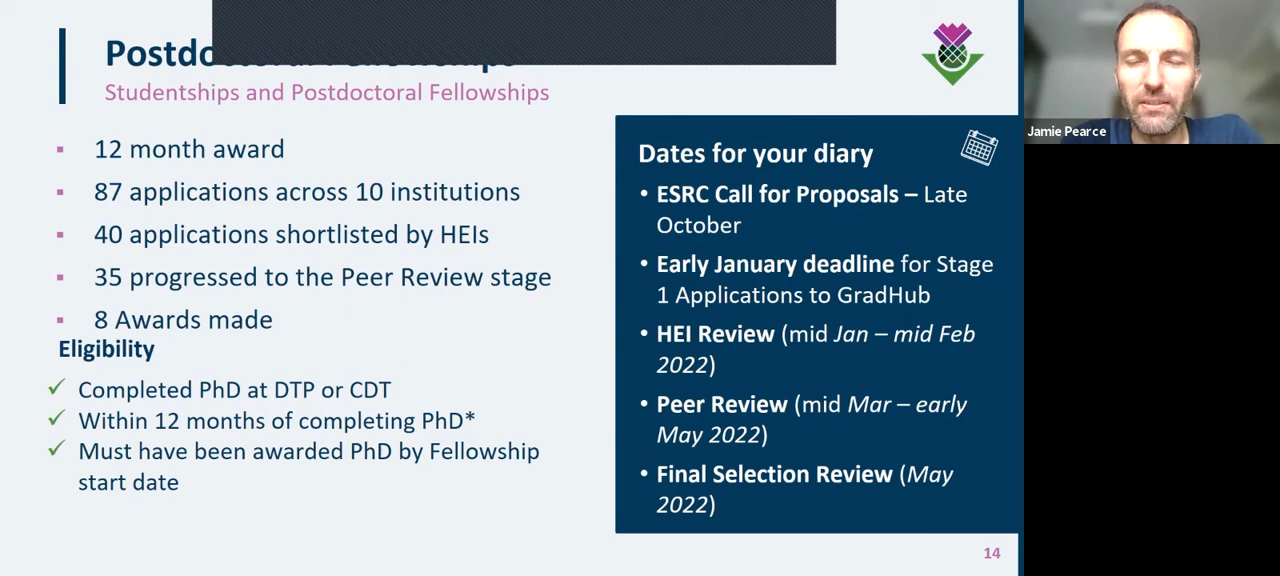 Studentships and Postdoctoral Fellowships
12 month award
87 applications across 10 institutions
40 applications shortlisted by HEIs
35 progressed to the Peer Review stage
8 Awards made
Eligibility
Completed PhD at DTP or CDT
Within 12 months of completing PhD*
Must have been awarded PhD by Fellowship
start date
Dates for your diary
• ESRC Call for Proposals – Late
October
• Early January deadline for Stage
1 Applications to GradHub
• HEI Review (mid Jan – mid Feb
2022)
• Peer Review (mid Mar – early
May 2022)
• Final Selection Review (May
2022)
14
Jamie Pearce